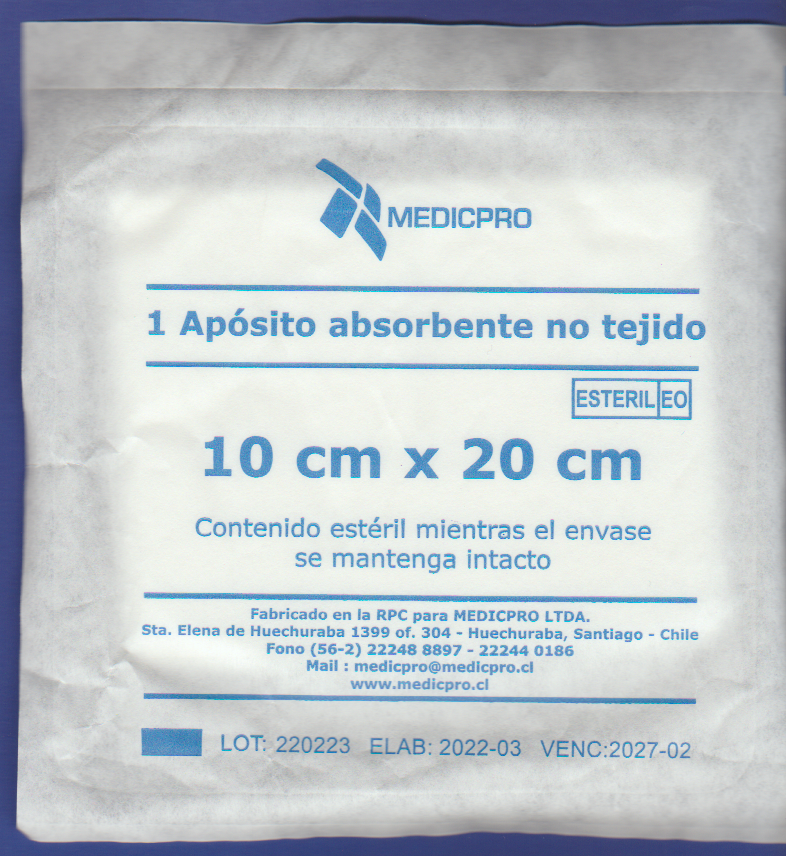 MEDICPRO
1 Apósito absorbente no tejido
ESTERIL EO
10 cm x 20 cm
Contenido estéril mientras el envase
se mantenga intacto
Fabricado en la RPC para MEDICPRO LTDA.
Sta. Elena de Huechuraba 1399 of. 304 - Huechuraba, Santiago - Chile
Fono (56-2) 22248 8897 - 22244 0186
Mail : medicpro@medicpro.cl
www.medicpro.cl
LOT: 220223 ELAB: 2022-03 VENC:2027-02